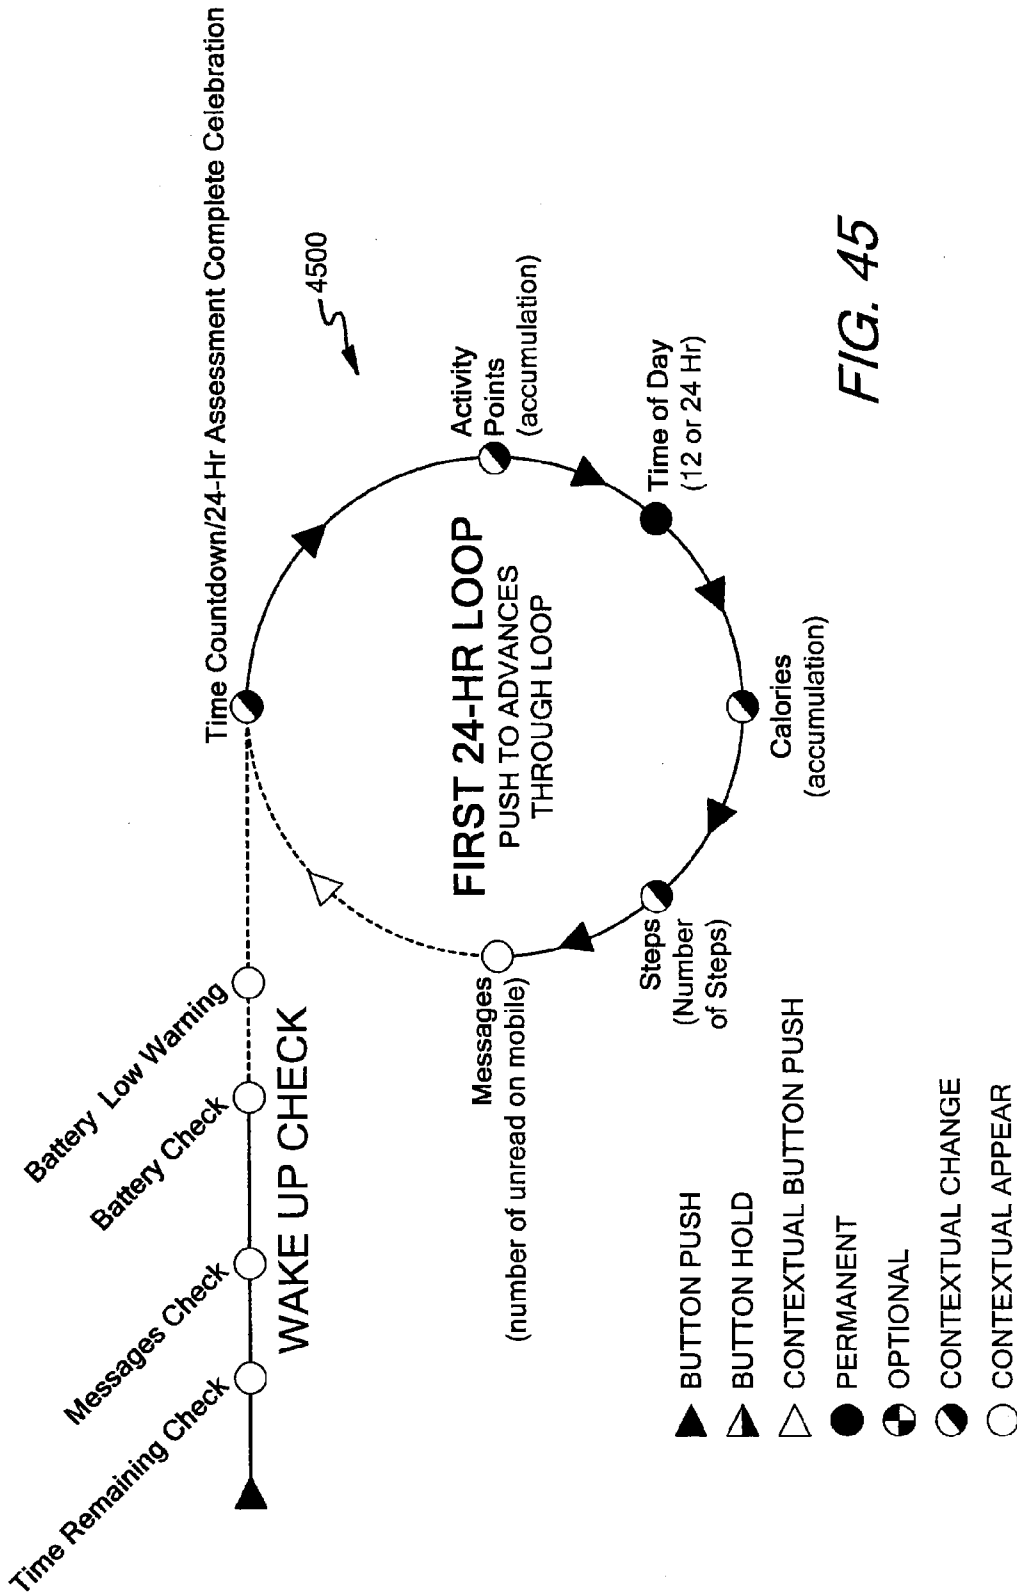 Time Remaining Check
Messages Check
Battery Check
Battery Low Warning
WAKE UP CHECK
Time Countdown/24-Hr Assessment Complete Celebration
4500
Activity
Points
(accumulation)
Time of Day
(12 or 24 Hr)
Calories
(accumulation)
Steps
(Number
of Steps)
Messages
(number of unread on mobile)
FIRST 24-HR LOOP
PUSH TO ADVANCES
THROUGH LOOP
BUTTON PUSH
BUTTON HOLD
CONTEXTUAL BUTTON PUSH
PERMANENT
OPTIONAL
CONTEXTUAL CHANGE
CONTEXTUAL APPEAR
FIG. 45